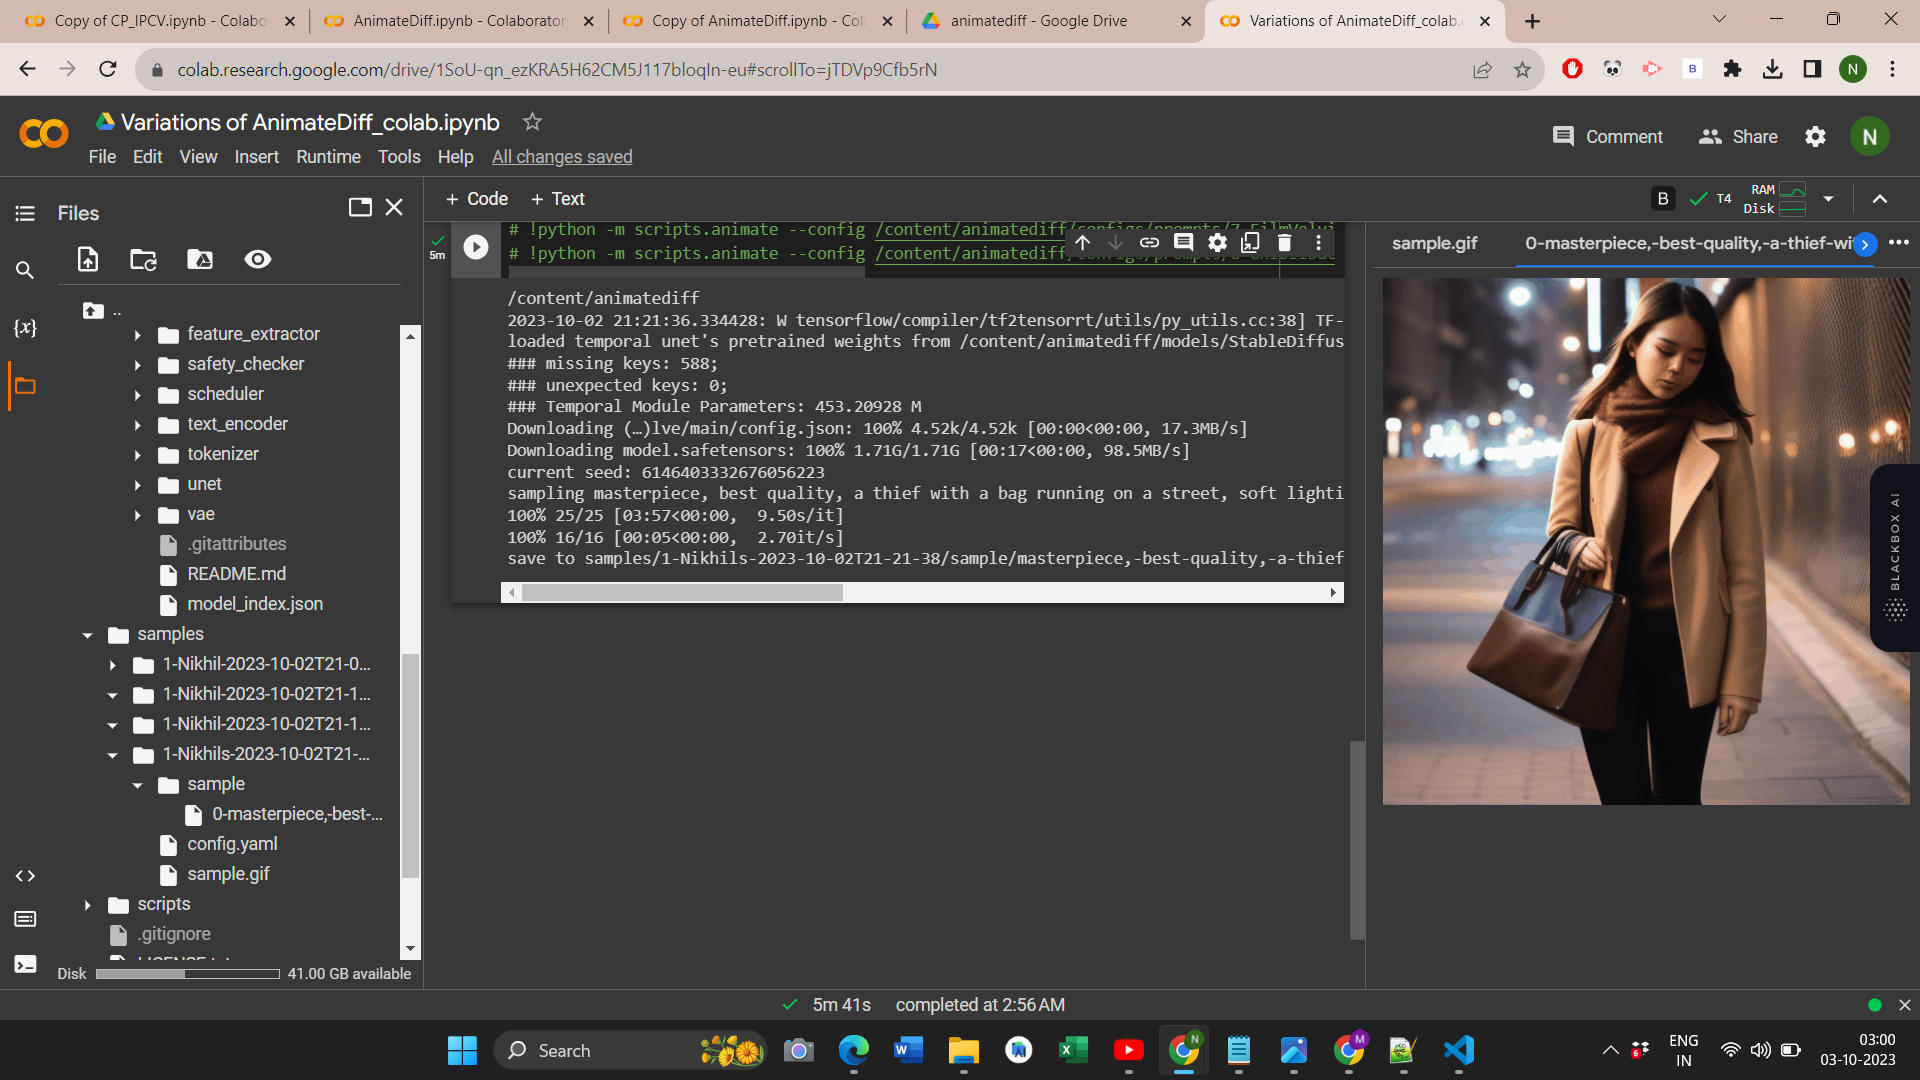 Copy of CP_IPCV.ipynb - Colabo
AnimateDiff.ipynb - Colaborator
Copy of AnimateDiff.ipynb - Col
animatediff - Google Drive
Variations of AnimateDiff_colab.i
colab.research.google.com/drive/1SoU-qn_ezKRA5H62CM5J117bloqIn-eu#scrollTo=jTDVp9Cfb5rN
B
N
CO
Variations of AnimateDiff_colab.ipynb
Comment
Share
N
File Edit View Insert Runtime Tools Help All changes saved
Files
+ Code + Text
B
T4
RAM
Disk
{x}
..
feature_extractor
safety_checker
scheduler
text_encoder
tokenizer
unet
vae
.gitattributes
README.md
model_index.json
samples
1-Nikhil-2023-10-02T21-0...
1-Nikhil-2023-10-02T21-1...
1-Nikhil-2023-10-02T21-1...
1-Nikhils-2023-10-02T21-...
sample
0-masterpiece,-best-...
config.yaml
sample.gif
scripts
.gitignore
Disk
41.00 GB available
5m
# !python -m scripts.animate --config /content/animatediff/configs/prompts/7-FilmVelvi
# !python -m scripts.animate --config /content/animatediff/configs/prompts/
/content/animatediff
2023-10-02 21:21:36.334428: W tensorflow/compiler/tf2tensorrt/utils/py_utils.cc:38] TF-
loaded temporal unet's pretrained weights from /content/animatediff/models/StableDiffus
### missing keys: 588;
### unexpected keys: 0;
### Temporal Module Parameters: 453.20928 M
Downloading (…)lve/main/config.json: 100% 4.52k/4.52k [00:00<00:00, 17.3MB/s]
Downloading model.safetensors: 100% 1.71G/1.71G [00:17<00:00, 98.5MB/s]
current seed: 6146403332676056223
sampling masterpiece, best quality, a thief with a bag running on a street, soft lighti
100% 25/25 [03:57<00:00, 9.50s/it]
100% 16/16 [00:05<00:00, 2.70it/s]
save to samples/1-Nikhils-2023-10-02T21-21-38/sample/masterpiece,-best-quality,-a-thief
sample.gif
0-masterpiece,-best-quality,-a-thief-wi
BLACKBOX AI
5m 41s completed at 2:56 AM
Search
N
M
6
ENG
IN
03:00
03-10-2023